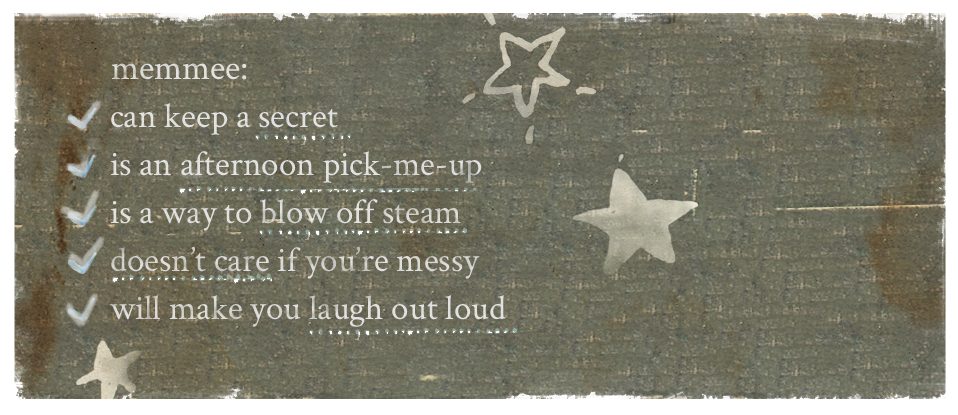 memmee:
can keep a secret
is an afternoon pick-me-up
is a way to blow off steam
doesn't care if you're messy
will make you laugh out loud